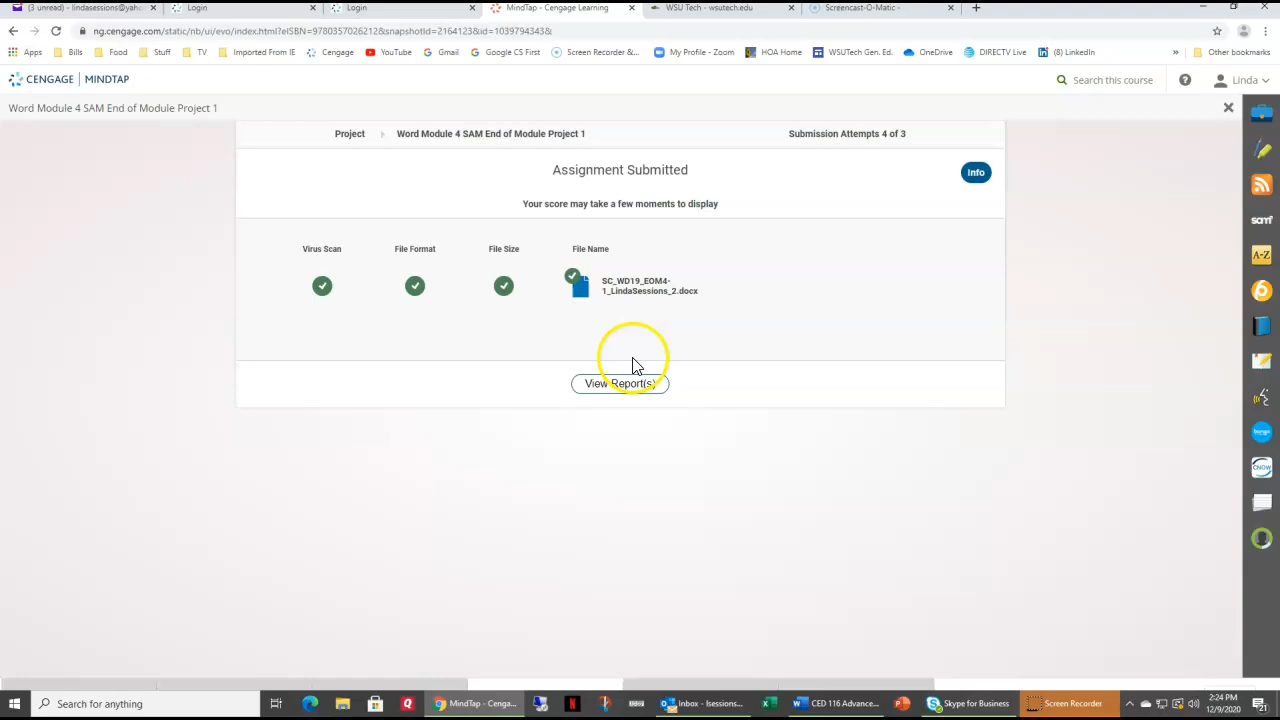 (3 unread) - lindasessions@yaho
Login
Login
MindTap - Cengage Learning
WSU Tech - wsutech.edu
Screencast-O-Matic -
ng.cengage.com/static/nb/ui/evo/index.html?eISBN=9780357026212&snapshotId=2164123&id=1039794323&
Apps
Bills
Food
Stuff
TV
Imported From IE
Cengage
YouTube
Gmail
Google CS First
Screen Recorder &...
My Profile - Zoom
HOA Home
WSUTech Gen. Ed.
OneDrive
DIRECTV Live
(8) LinkedIn
»
Other bookmarks
CENGAGE | MINDTAP
Search this course
Linda
Word Module 4 SAM End of Module Project 1
Project
Word Module 4 SAM End of Module Project 1
Submission Attempts 4 of 3
Assignment Submitted
Info
Your score may take a few moments to display
Virus Scan
File Format
File Size
File Name
SC_WD19_EOM4-
1_LindaSessions_2.docx
View Report(s)
sam
A-Z
bongo
CNOW
Search for anything
MindTap - Cenga...
Inbox - lsessions...
CED 116 Advance...
Skype for Business
Screen Recorder
2:24 PM
12/9/2020
21